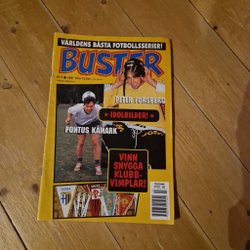 VÄRLDENS BÄSTA FOTBOLLSSERIER!
BUSTER
PETER FORSBERG
IDOLBILDER!
PONTUS KÅMARK
VINN
SNYGGA
KLUBB-
VIMPLAR!